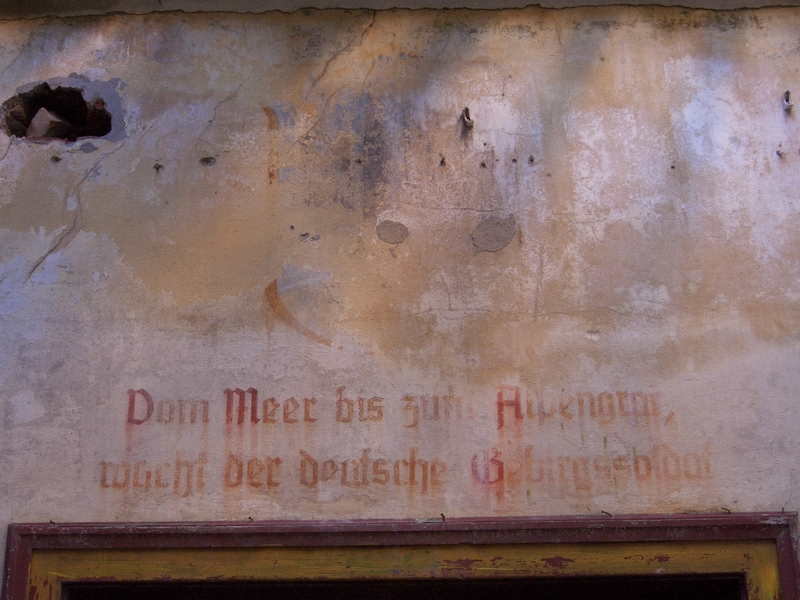 Vom Meer bis zum Alpengrat,
wacht der deutsche Gebirgssoldat